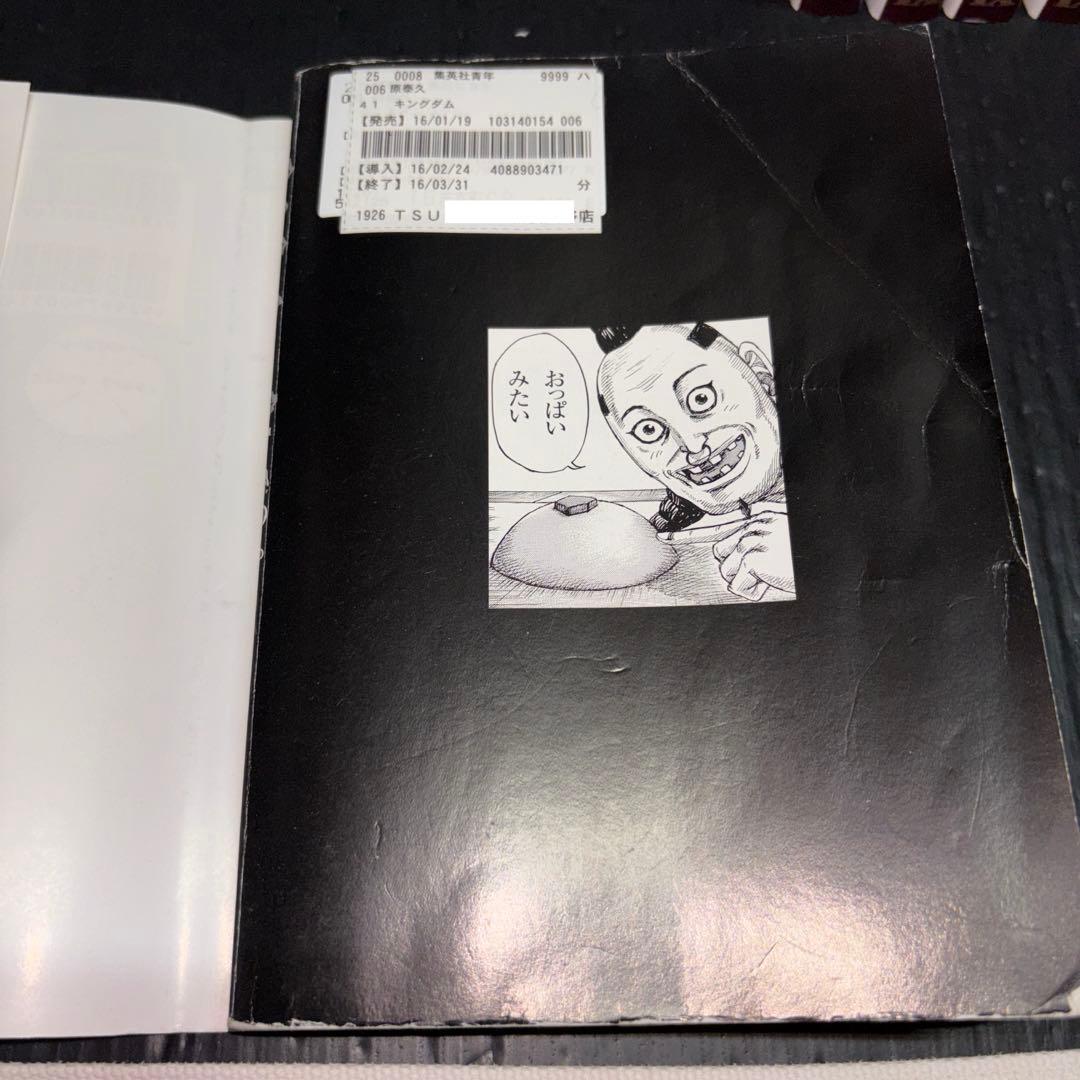 25 0008 集英社青年 9999 ハ
006 原泰久
41 キングダム
【発売】16/01/19 103140154 006
【導入】16/02/24 4088903471
【終了】16/03/31 分
1926 TSU 店
おっぱい
みたい